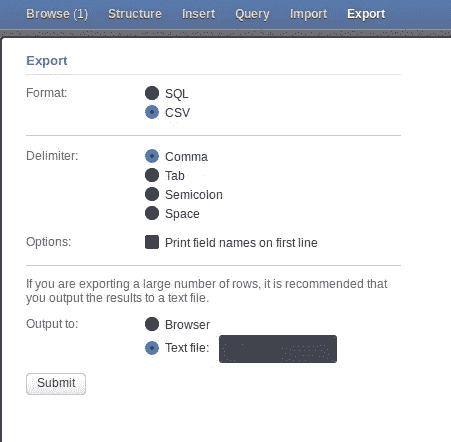 Browse (1) Structure Insert Query Import Export
Export
Format: SQL
CSV
Delimiter: Comma
Tab
Semicolon
Space
Options: Print field names on first line
If you are exporting a large number of rows, it is recommended that
you output the results to a text file.
Output to: Browser
Text file:
Submit